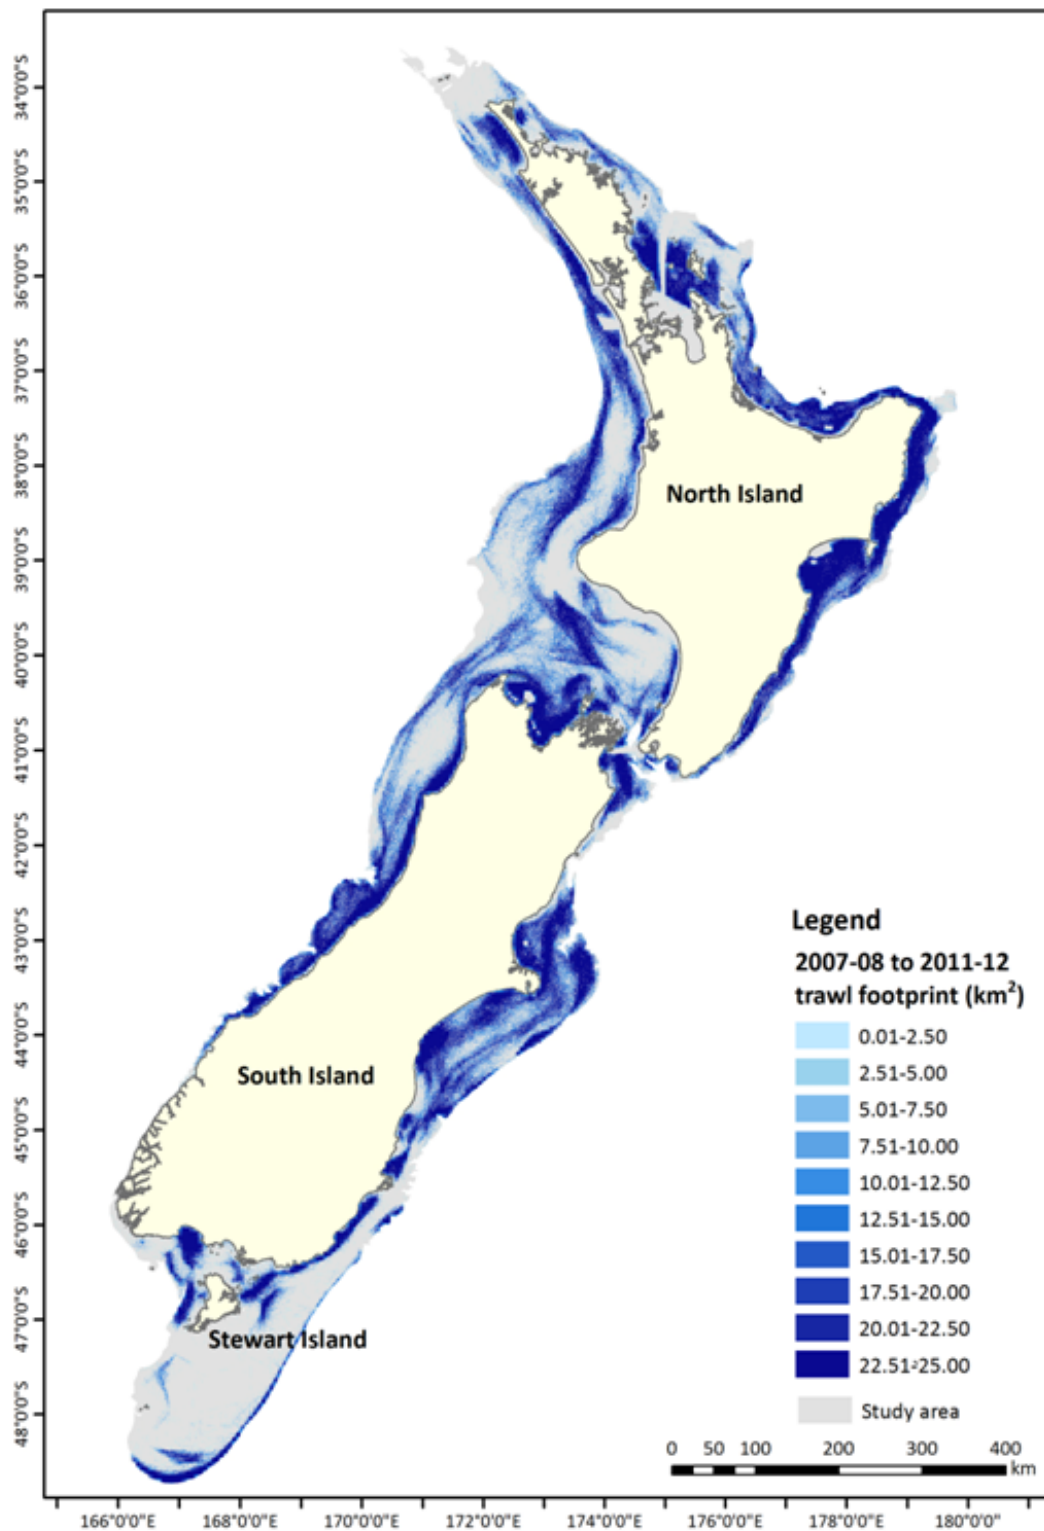 34°0'0"S
35°0'0"S
36°0'0"S
37°0'0"S
38°0'0"S
39°0'0"S
40°0'0"S
41°0'0"S
42°0'0"S
43°0'0"S
44°0'0"S
45°0'0"S
46°0'0"S
47°0'0"S
48°0'0"S
North Island
South Island
Stewart Island
Legend
2007-08 to 2011-12
trawl footprint (km²)
0.01-2.50
2.51-5.00
5.01-7.50
7.51-10.00
10.01-12.50
12.51-15.00
15.01-17.50
17.51-20.00
20.01-22.50
22.51-25.00
Study area
0 50 100 200 300 400
km
166°0'0"E 168°0'0"E 170°0'0"E 172°0'0"E 174°0'0"E 176°0'0"E 178°0'0"E 180°0'0"